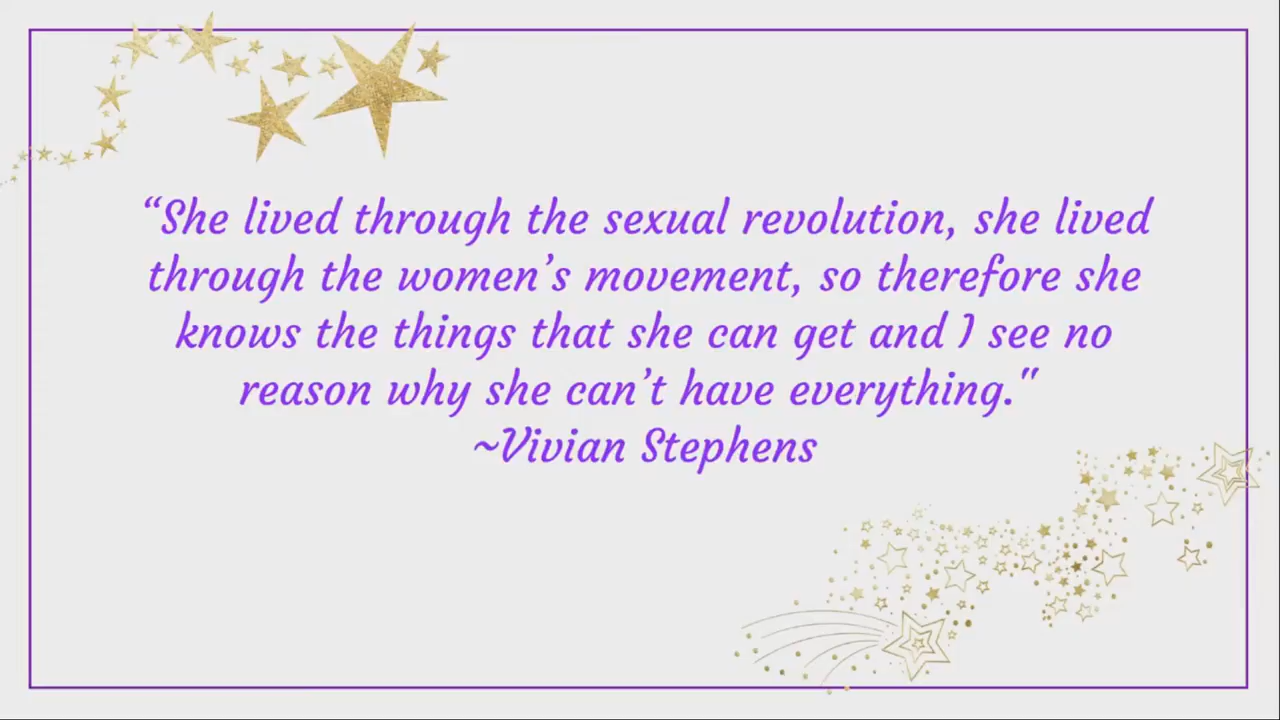 “She lived through the sexual revolution, she lived
through the women’s movement, so therefore she
knows the things that she can get and I see no
reason why she can’t have everything."
~Vivian Stephens